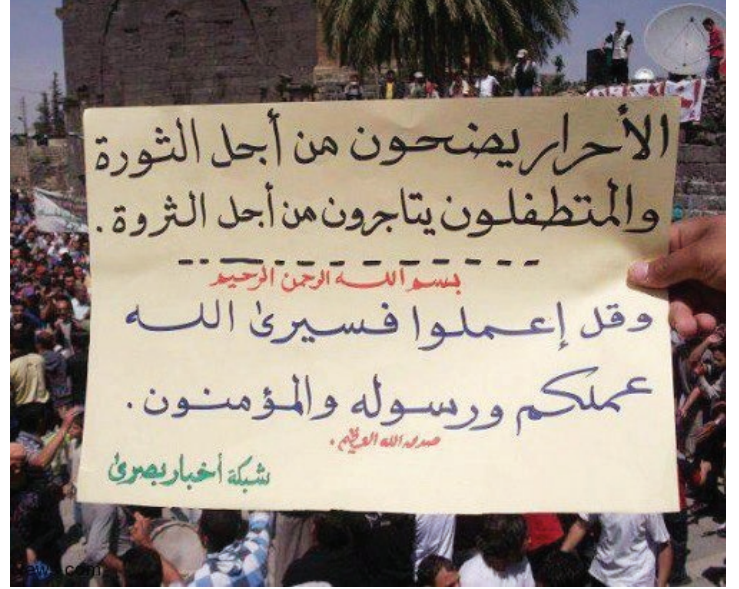 الأحرار يضحون من أجل الثورة
والمتطفلون يتاجرون من أجل الثروة.
بسم الله الرحمن الرحيم
وقل إعملوا فسيرى الله
عملكم ورسوله والمؤمنون.
صدق الله العظيم.
شبكة أخبار بصرى